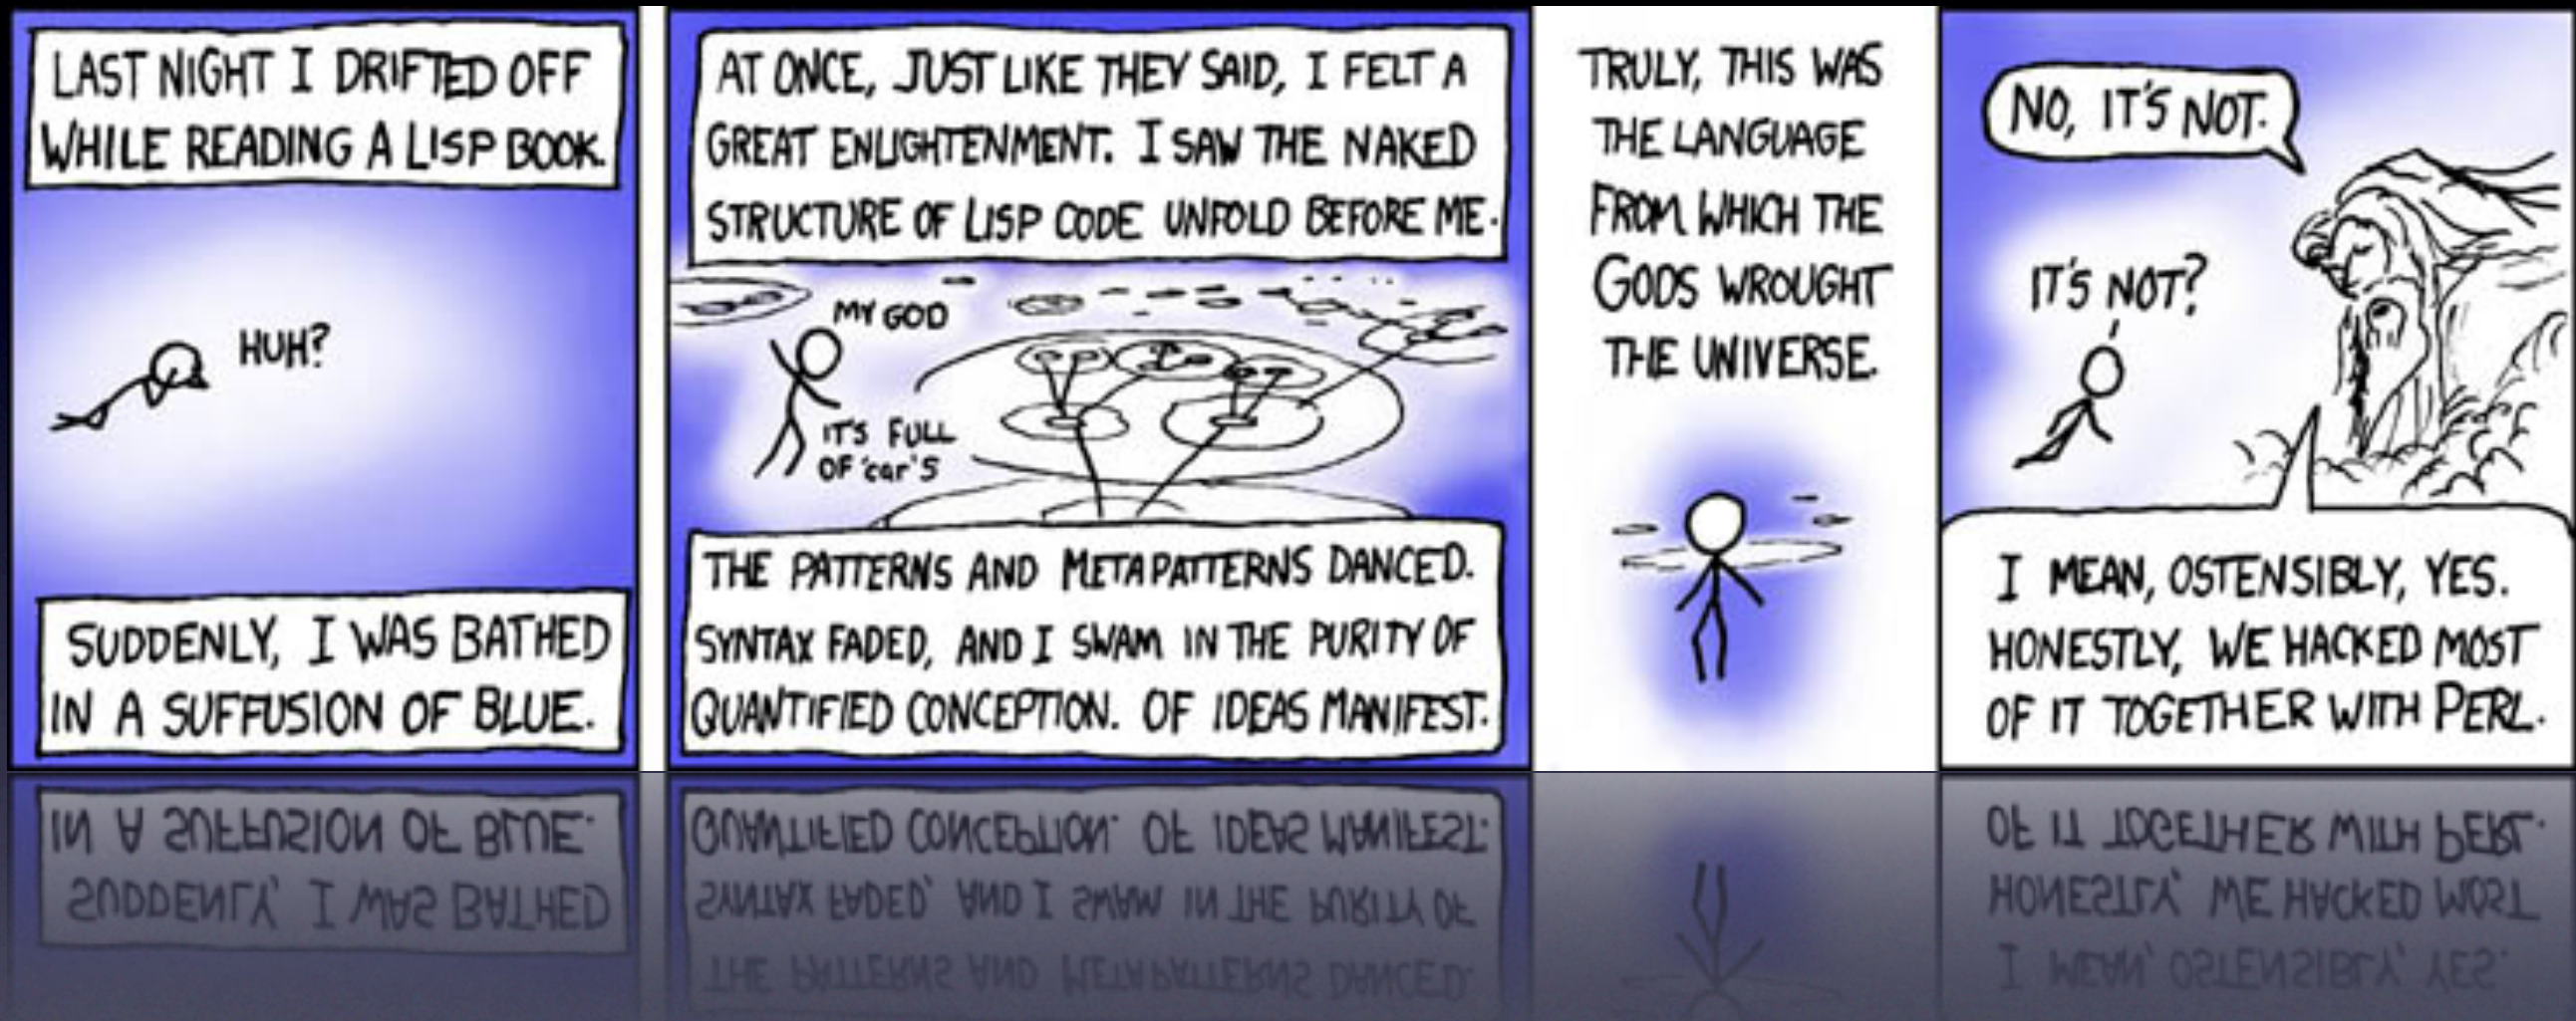 LAST NIGHT I DRIFTED OFF
WHILE READING A LISP BOOK.
HUH?
SUDDENLY, I WAS BATHED
IN A SUFFUSION OF BLUE.
AT ONCE, JUST LIKE THEY SAID, I FELT A
GREAT ENLIGHTENMENT. I SAW THE NAKED
STRUCTURE OF LISP CODE UNFOLD BEFORE ME.
MY GOD
IT'S FULL
OF 'car'S
THE PATTERNS AND METAPATTERNS DANCED.
SYNTAX FADED, AND I SWAM IN THE PURITY OF
QUANTIFIED CONCEPTION. OF IDEAS MANIFEST.
TRULY, THIS WAS
THE LANGUAGE
FROM WHICH THE
GODS WROUGHT
THE UNIVERSE.
NO, IT'S NOT.
IT'S NOT?
I MEAN, OSTENSIBLY, YES.
HONESTLY, WE HACKED MOST
OF IT TOGETHER WITH PERL.